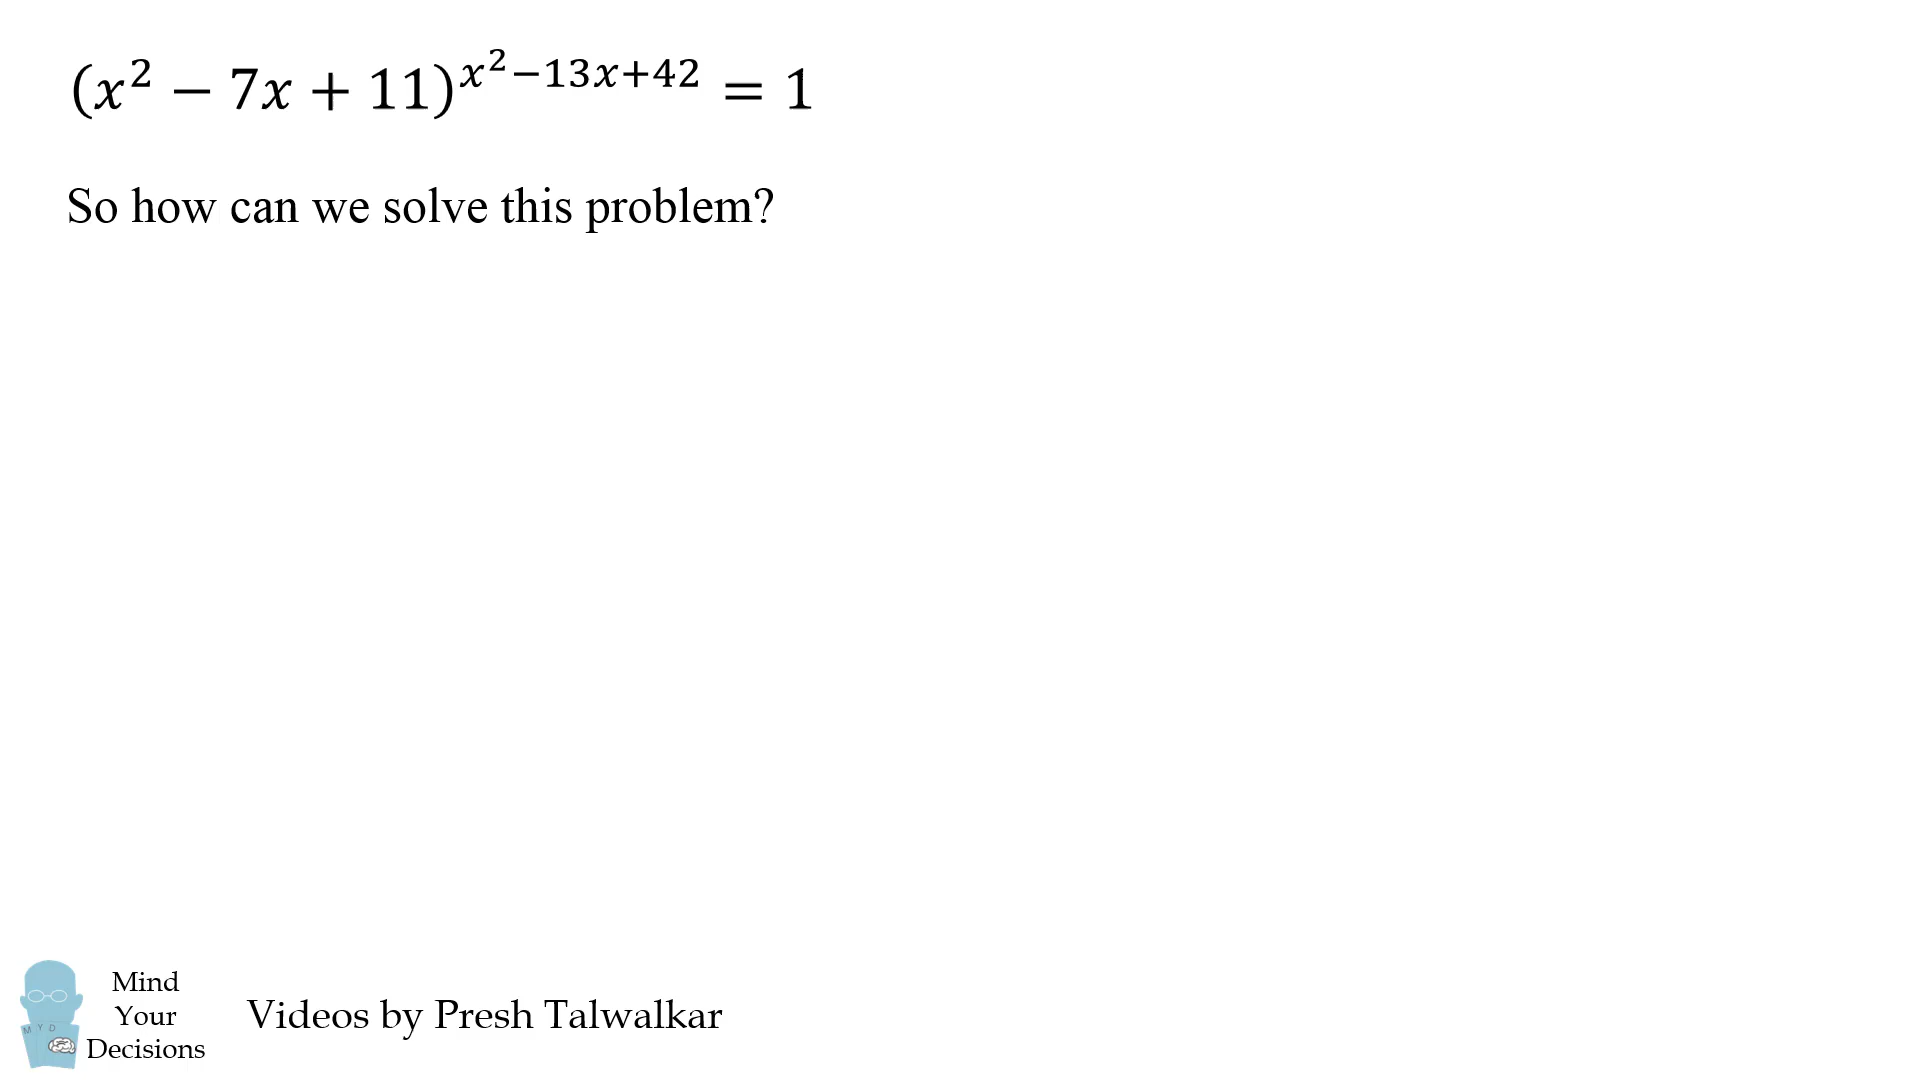 (x² − 7x + 11)^(x²−13x+42) = 1
So how can we solve this problem?
M Y D
Mind
Your
Decisions
Videos by Presh Talwalkar